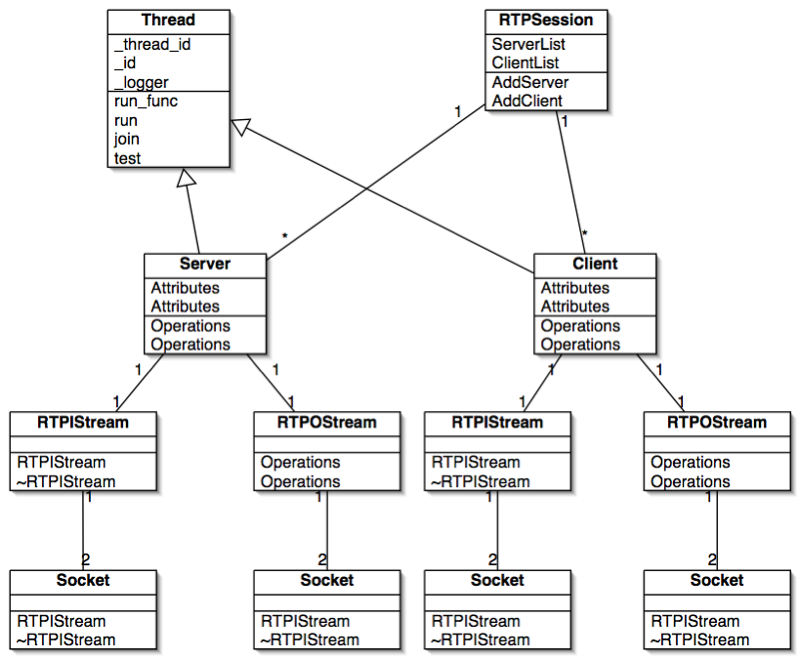 Thread
_thread_id
_id
_logger
run_func
run
join
test
RTPSession
ServerList
ClientList
AddServer
AddClient
1
1
*
*
Server
Attributes
Attributes
Operations
Operations
Client
Attributes
Attributes
Operations
Operations
1
1
1
1
1
1
1
1
RTPIStream
RTPIStream
~RTPIStream
RTPOStream
Operations
Operations
RTPIStream
RTPIStream
~RTPIStream
RTPOStream
Operations
Operations
1
1
1
1
2
2
2
2
Socket
RTPIStream
~RTPIStream
Socket
RTPIStream
~RTPIStream
Socket
RTPIStream
~RTPIStream
Socket
RTPIStream
~RTPIStream